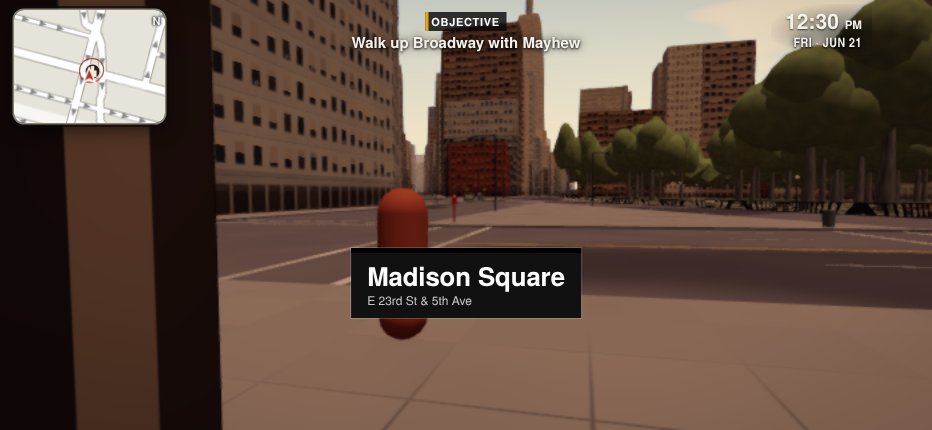 N
OBJECTIVE
Walk up Broadway with Mayhew
12:30 PM
FRI · JUN 21
Madison Square
E 23rd St & 5th Ave